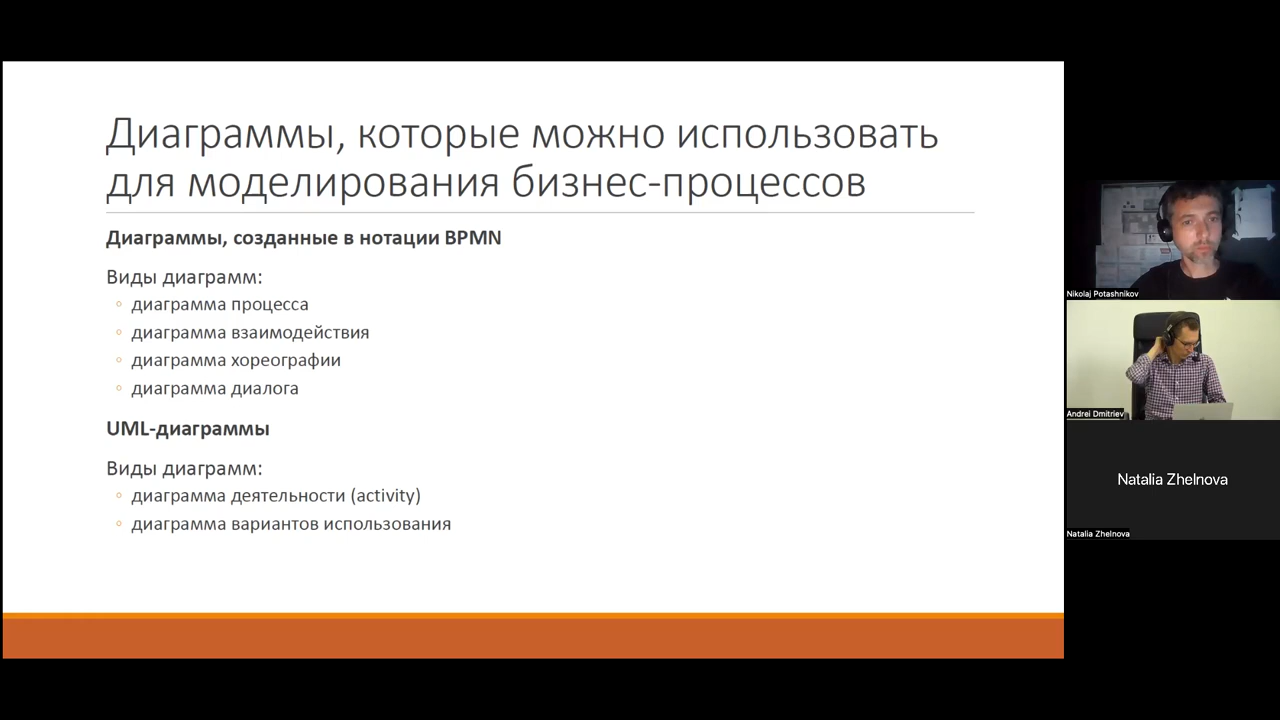 Диаграммы, которые можно использовать
для моделирования бизнес-процессов
Диаграммы, созданные в нотации BPMN
Виды диаграмм:
◦ диаграмма процесса
◦ диаграмма взаимодействия
◦ диаграмма хореографии
◦ диаграмма диалога
UML-диаграммы
Виды диаграмм:
◦ диаграмма деятельности (activity)
◦ диаграмма вариантов использования
Nikolaj Potashnikov
Andrei Dmitriev
Natalia Zhelnova
Natalia Zhelnova